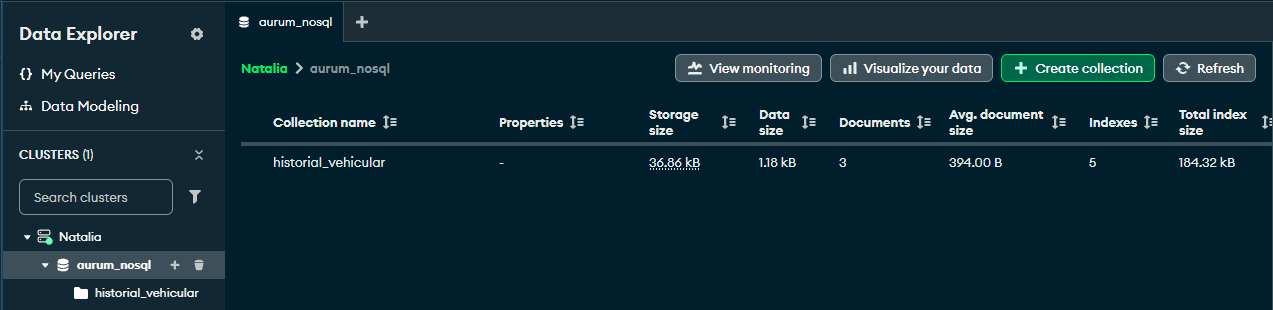 Data Explorer
My Queries
Data Modeling
CLUSTERS (1)
Search clusters
Natalia
aurum_nosql
historial_vehicular
aurum_nosql
Natalia > aurum_nosql
View monitoring
Visualize your data
Create collection
Refresh
Collection name
Properties
Storage size
Data size
Documents
Avg. document size
Indexes
Total index size
historial_vehicular
-
36.86 kB
1.18 kB
3
394.00 B
5
184.32 kB